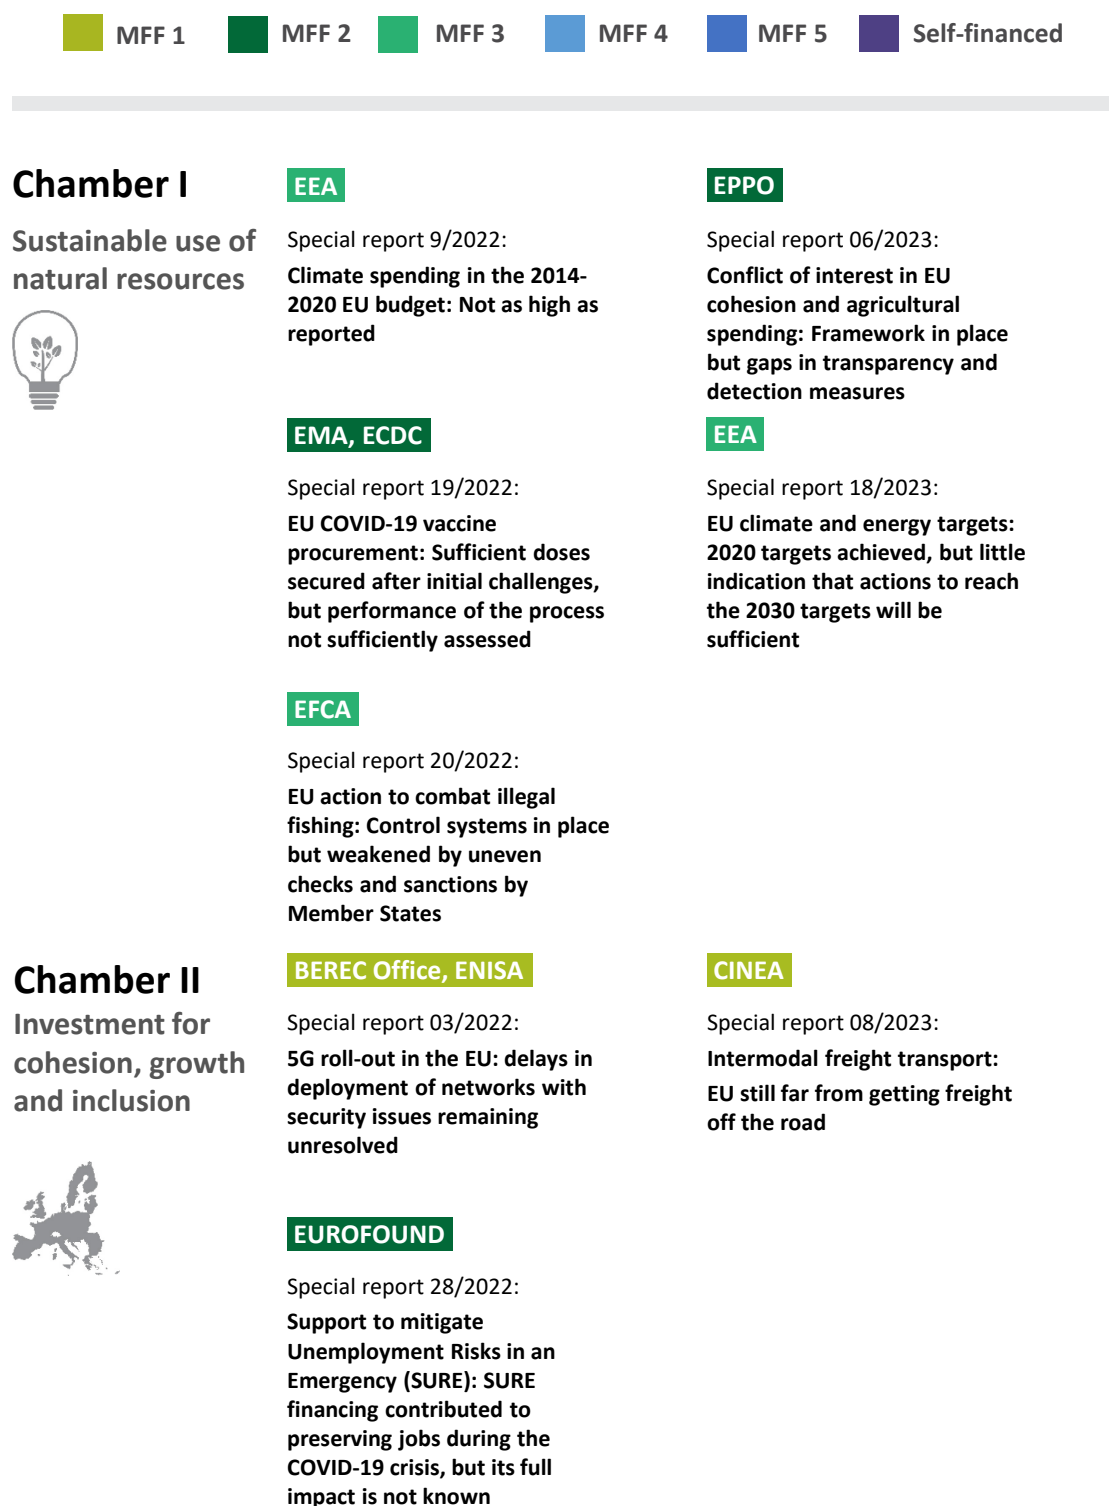 MFF 1
MFF 2
MFF 3
MFF 4
MFF 5
Self-financed
Chamber I
Sustainable use of
natural resources
EEA
Special report 9/2022:
Climate spending in the 2014-
2020 EU budget: Not as high as
reported
EPPO
Special report 06/2023:
Conflict of interest in EU
cohesion and agricultural
spending: Framework in place
but gaps in transparency and
detection measures
EMA, ECDC
Special report 19/2022:
EU COVID-19 vaccine
procurement: Sufficient doses
secured after initial challenges,
but performance of the process
not sufficiently assessed
EEA
Special report 18/2023:
EU climate and energy targets:
2020 targets achieved, but little
indication that actions to reach
the 2030 targets will be
sufficient
EFCA
Special report 20/2022:
EU action to combat illegal
fishing: Control systems in place
but weakened by uneven
checks and sanctions by
Member States
Chamber II
Investment for
cohesion, growth
and inclusion
BEREC Office, ENISA
Special report 03/2022:
5G roll-out in the EU: delays in
deployment of networks with
security issues remaining
unresolved
CINEA
Special report 08/2023:
Intermodal freight transport:
EU still far from getting freight
off the road
EUROFOUND
Special report 28/2022:
Support to mitigate
Unemployment Risks in an
Emergency (SURE): SURE
financing contributed to
preserving jobs during the
COVID-19 crisis, but its full
impact is not known